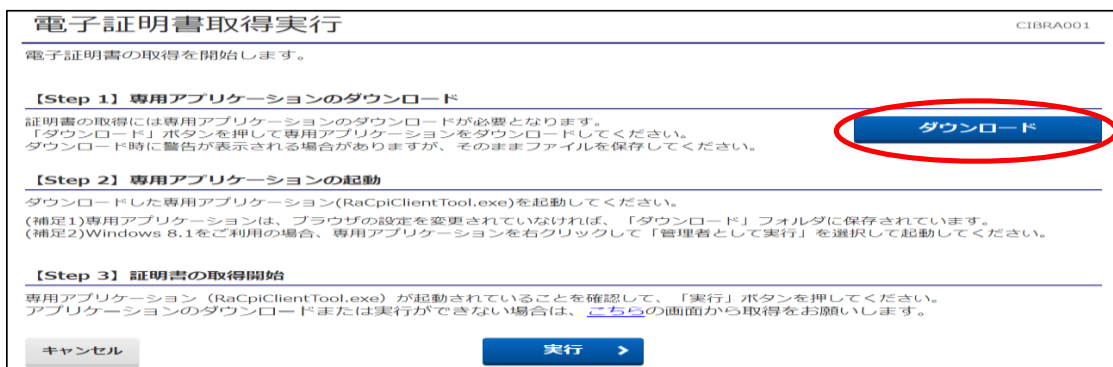 電子証明書取得実行
CIBRA001
電子証明書の取得を開始します。
【Step 1】専用アプリケーションのダウンロード
証明書の取得には専用アプリケーションのダウンロードが必要となります。
「ダウンロード」ボタンを押して専用アプリケーションをダウンロードしてください。
ダウンロード時に警告が表示される場合がありますが、そのままファイルを保存してください。
ダウンロード
【Step 2】専用アプリケーションの起動
ダウンロードした専用アプリケーション(RaCpiClientTool.exe)を起動してください。
(補足1)専用アプリケーションは、ブラウザの設定を変更されていなければ、「ダウンロード」フォルダに保存されています。
(補足2)Windows 8.1をご利用の場合、専用アプリケーションを右クリックして「管理者として実行」を選択して起動してください。
【Step 3】証明書の取得開始
専用アプリケーション（RaCpiClientTool.exe）が起動されていることを確認して、「実行」ボタンを押してください。
アプリケーションのダウンロードまたは実行ができない場合は、こちらの画面から取得をお願いします。
キャンセル
実行